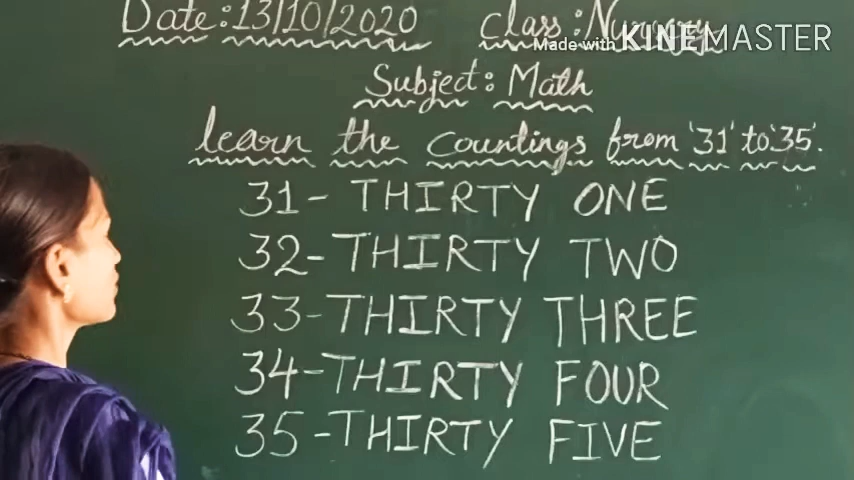 Date:13/10/2020 class:Nursery
Made with KINEMASTER
Subject: Math
learn the countings from '31' to '35'.
31- THIRTY ONE
32- THIRTY TWO
33-THIRTY THREE
34-THIRTY FOUR
35-THIRTY FIVE